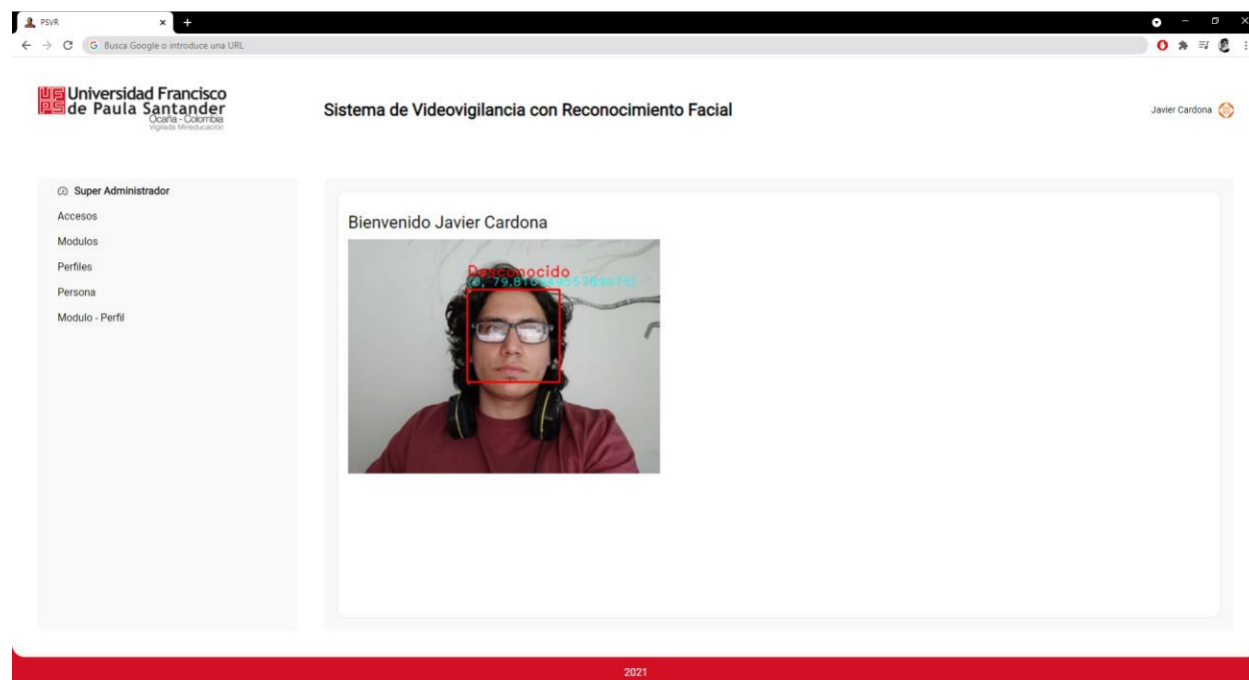 PSVR
Busca Google o introduce una URL
UFPS
Universidad Francisco
de Paula Santander
Ocaña - Colombia
Vigilada Mineducación
Sistema de Videovigilancia con Reconocimiento Facial
Javier Cardona
Super Administrador
Accesos
Modulos
Perfiles
Persona
Modulo - Perfil
Bienvenido Javier Cardona
Desconocido
2021